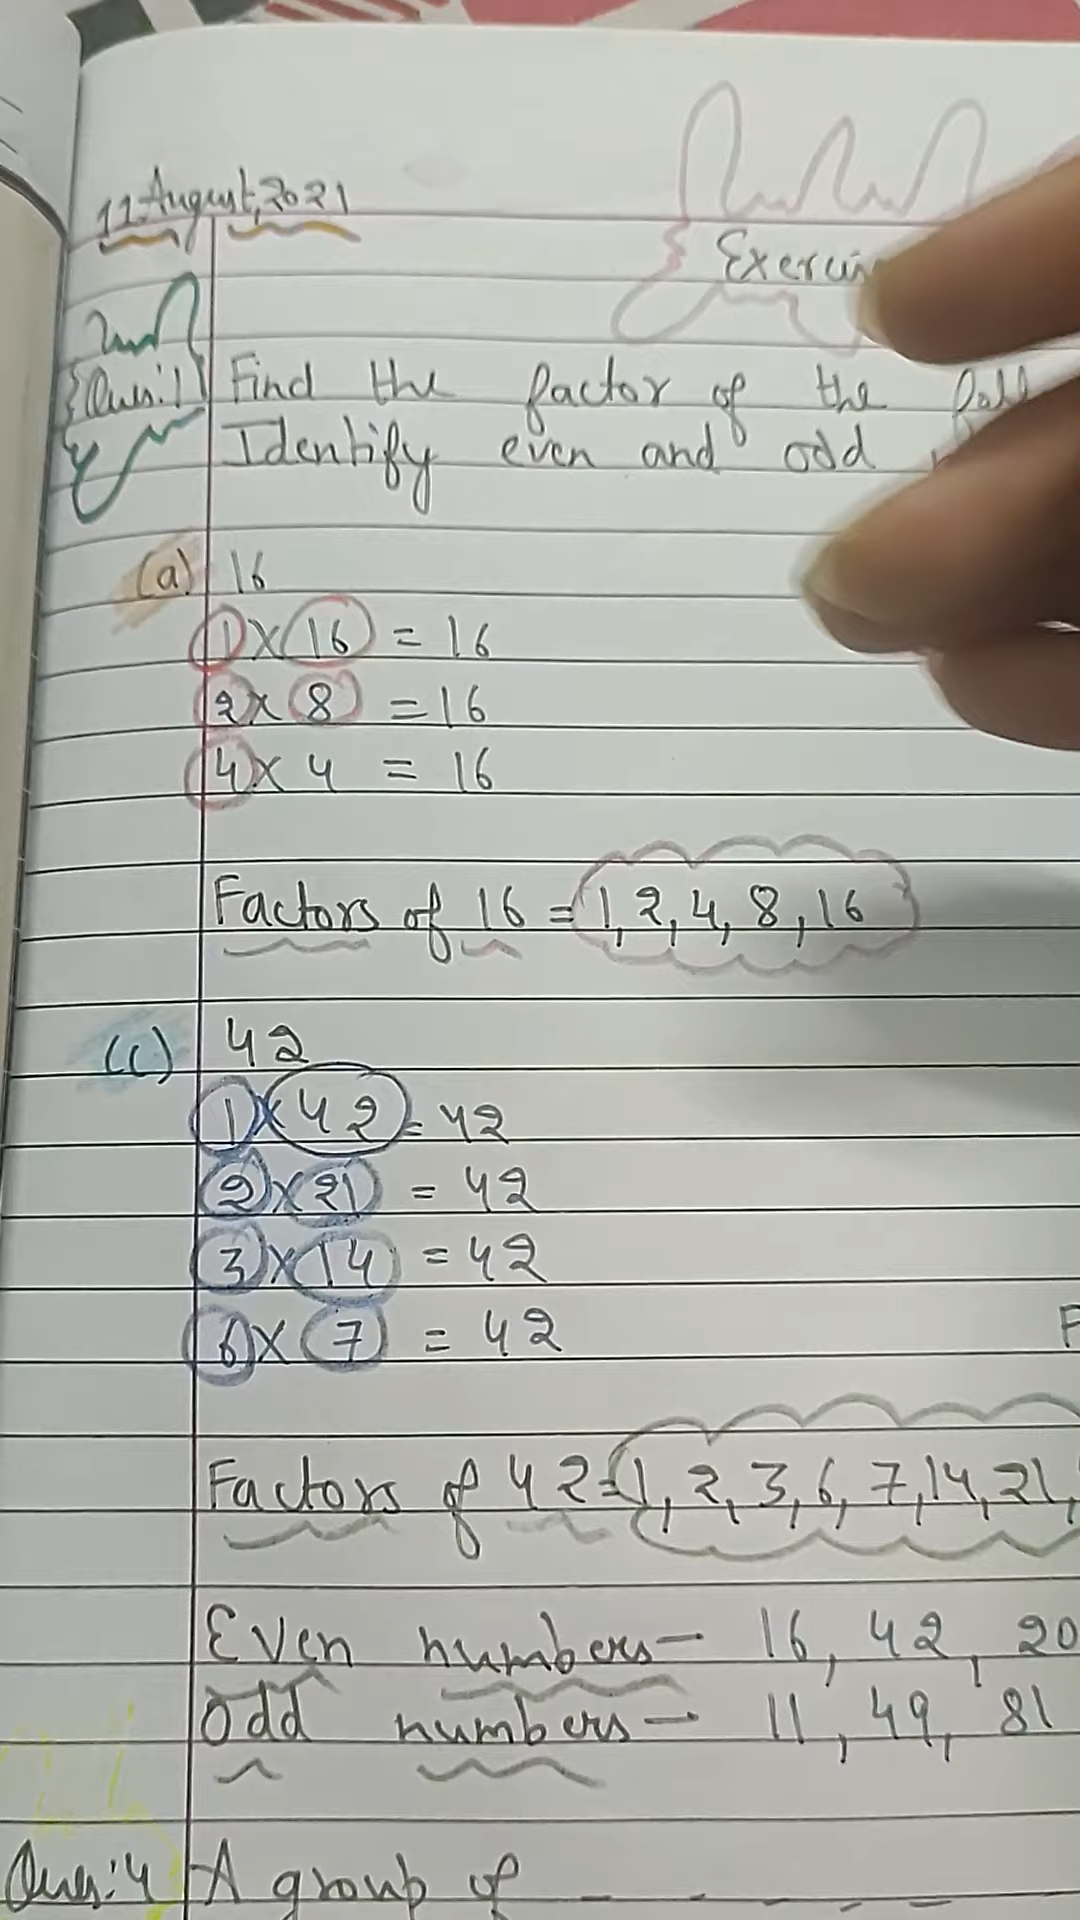 11 August, 2021
Ques: 1 Find the factor of the
Identify even and odd
(a) 16
1 x 16 = 16
2 x 8 = 16
4 x 4 = 16
Factors of 16 = 1, 2, 4, 8, 16
(c) 42
1 x 42 = 42
2 x 21 = 42
3 x 14 = 42
6 x 7 = 42
Factors of 42 = 1, 2, 3, 6, 7, 14, 21,
Even numbers - 16, 42, 20
Odd numbers - 11, 49, 81
Ques: 4 A group of _ _ _ _ _ _